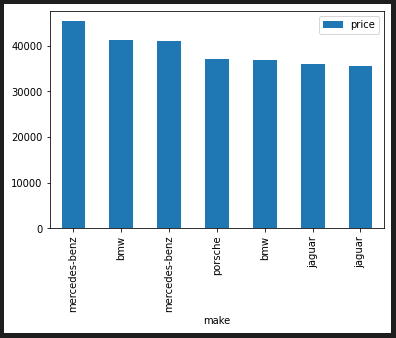 price
40000
30000
20000
10000
0
mercedes-benz
bmw
mercedes-benz
porsche
bmw
jaguar
jaguar
make